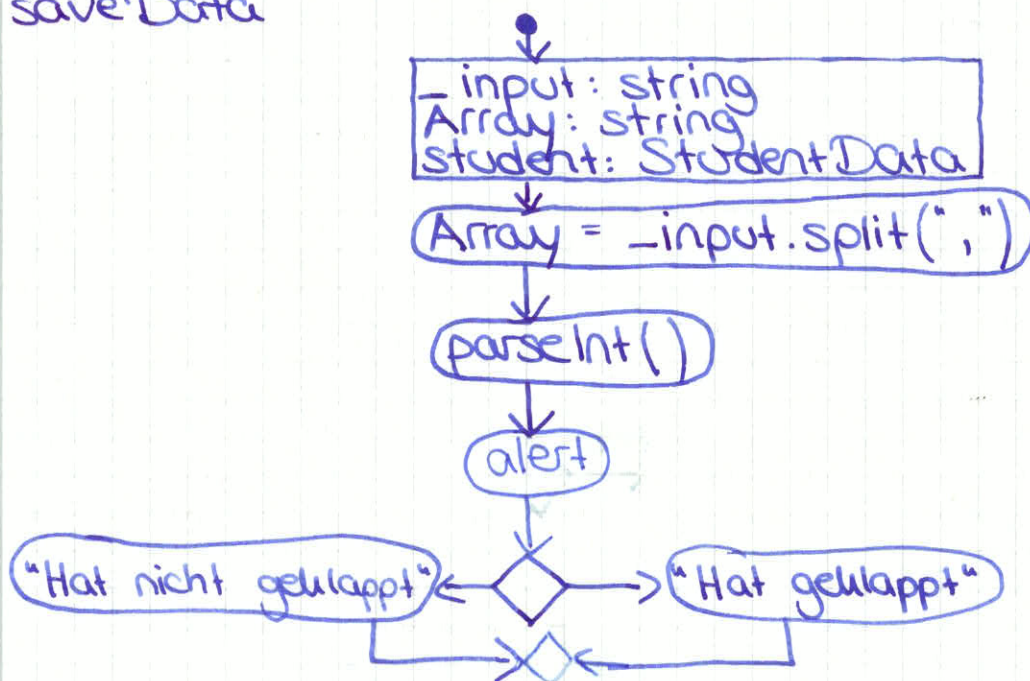 saveData
_input: string
Array: string
student: StudentData
Array = _input.split(",")
parseInt()
alert
"Hat nicht geklappt"
"Hat geklappt"